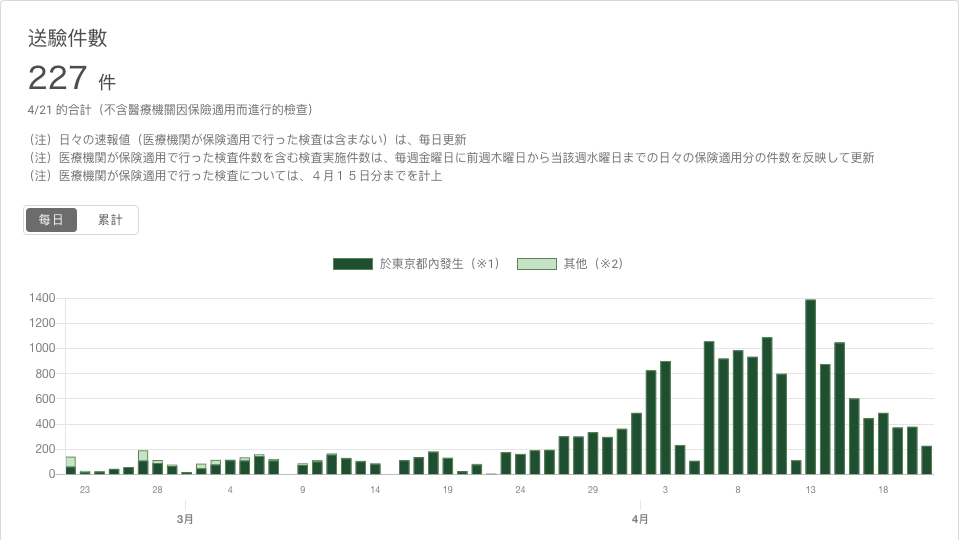 送驗件數
227 件
4/21 的合計（不含醫療機關因保險適用而進行的檢查）
（注）日々の速報値（医療機関が保険適用で行った検査は含まない）は、毎日更新
（注）医療機関が保険適用で行った検査件数を含む検査実施件数は、毎週金曜日に前週木曜日から当該週水曜日までの日々の保険適用分の件数を反映して更新
（注）医療機関が保険適用で行った検査については、４月１５日分までを計上
每日 累計
於東京都內發生（※1） 其他（※2）
1400
1200
1000
800
600
400
200
0
23 28 4 9 14 19 24 29 3 8 13 18
3月 4月